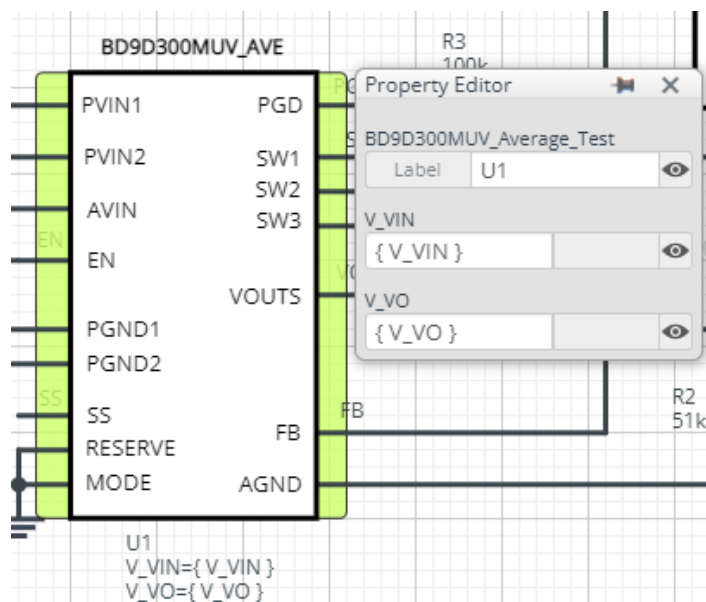 BD9D300MUV_AVE
R3
100k
PVIN1
PGD
PVIN2
SW1
SW2
AVIN
SW3
EN
EN
VOUTS
PGND1
PGND2
SS
SS
FB
FB
RESERVE
MODE
AGND
U1
V_VIN={ V_VIN }
V_VO={ V_VO }
Property Editor
BD9D300MUV_Average_Test
Label U1
V_VIN
{ V_VIN }
V_VO
{ V_VO }
R2
51k